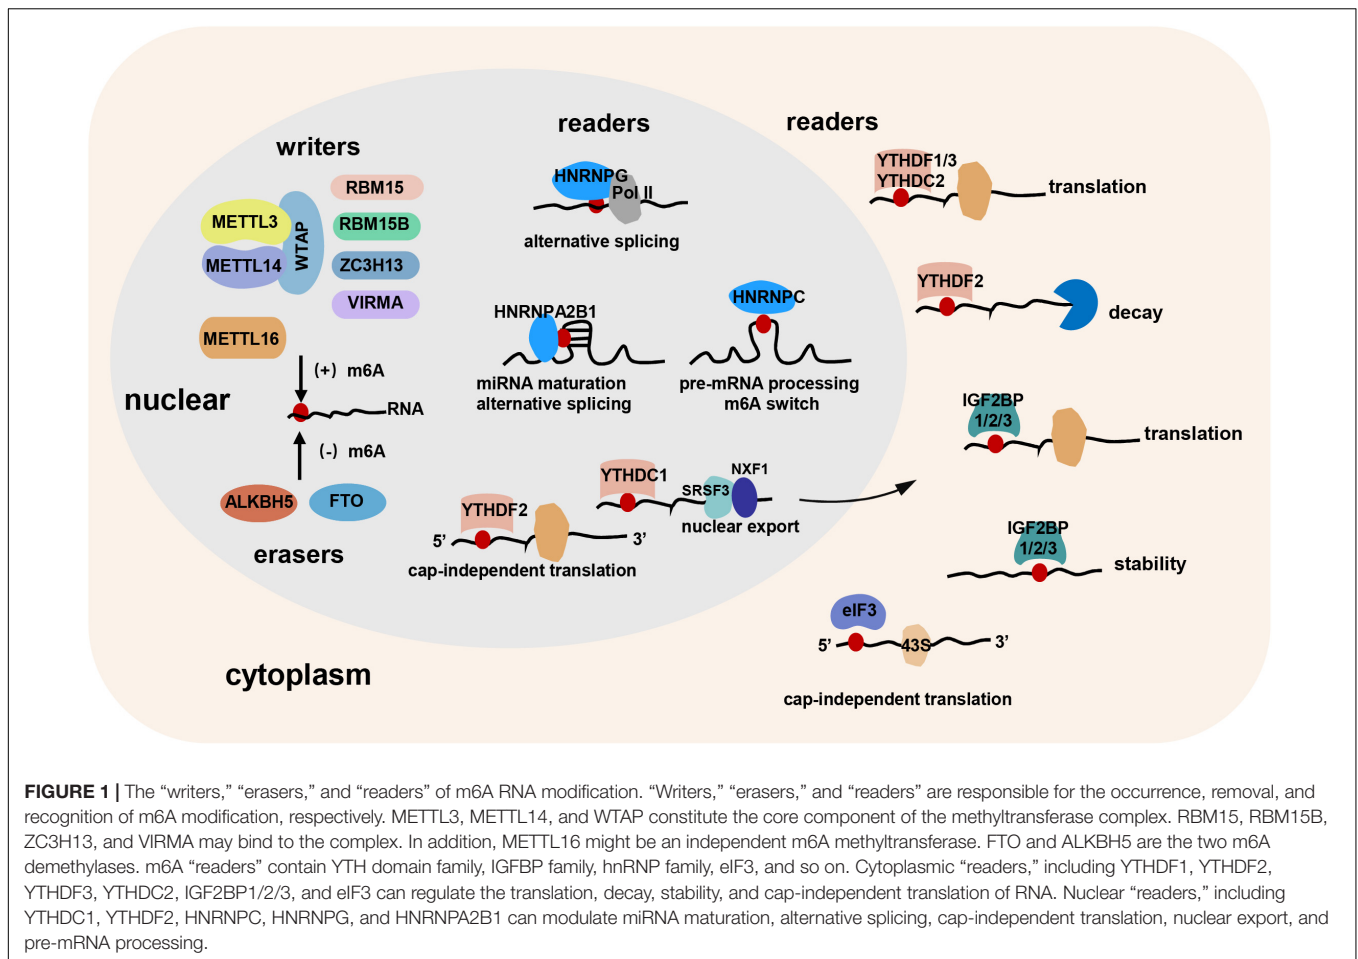 writers
RBM15
METTL3
WTAP
RBM15B
METTL14
ZC3H13
VIRMA
METTL16
(+) m6A
nuclear
RNA
(-) m6A
ALKBH5
FTO
erasers
readers
HNRNPG
Pol II
alternative splicing
HNRNPA2B1
miRNA maturation
alternative splicing
HNRNPC
pre-mRNA processing
m6A switch
YTHDC1
SRSF3
NXF1
nuclear export
YTHDF2
5’
3’
cap-independent translation
readers
YTHDF1/3
YTHDC2
translation
YTHDF2
decay
IGF2BP
1/2/3
translation
IGF2BP
1/2/3
stability
eIF3
5’
43S
3’
cap-independent translation
cytoplasm
FIGURE 1 | The “writers,” “erasers,” and “readers” of m6A RNA modification. “Writers,” “erasers,” and “readers” are responsible for the occurrence, removal, and
recognition of m6A modification, respectively. METTL3, METTL14, and WTAP constitute the core component of the methyltransferase complex. RBM15, RBM15B,
ZC3H13, and VIRMA may bind to the complex. In addition, METTL16 might be an independent m6A methyltransferase. FTO and ALKBH5 are the two m6A
demethylases. m6A “readers” contain YTH domain family, IGFBP family, hnRNP family, eIF3, and so on. Cytoplasmic “readers,” including YTHDF1, YTHDF2,
YTHDF3, YTHDC2, IGF2BP1/2/3, and eIF3 can regulate the translation, decay, stability, and cap-independent translation of RNA. Nuclear “readers,” including
YTHDC1, YTHDF2, HNRNPC, HNRNPG, and HNRNPA2B1 can modulate miRNA maturation, alternative splicing, cap-independent translation, nuclear export, and
pre-mRNA processing.